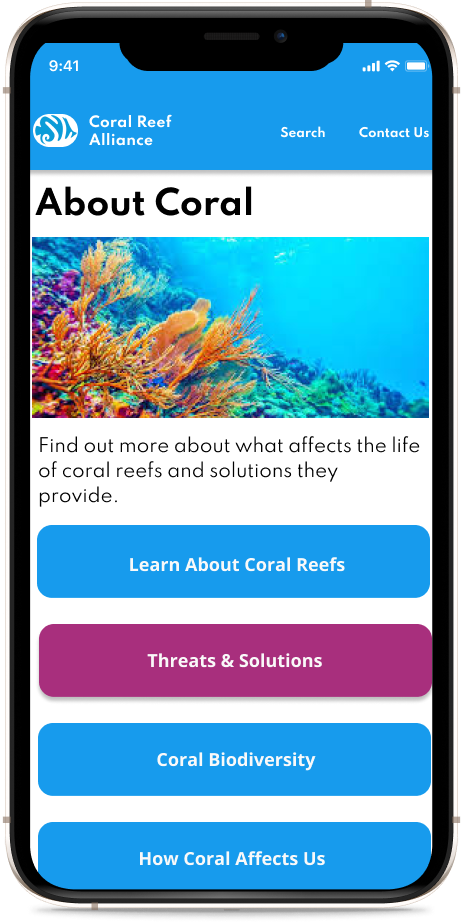 9:41
Coral Reef
Alliance
Search
Contact Us
About Coral
Find out more about what affects the life
of coral reefs and solutions they
provide.
Learn About Coral Reefs
Threats & Solutions
Coral Biodiversity
How Coral Affects Us